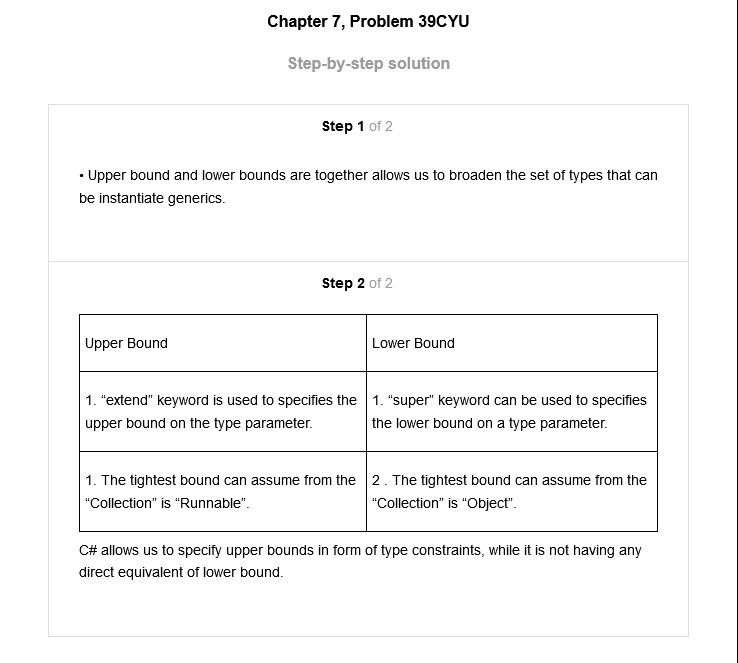 Chapter 7, Problem 39CYU
Step-by-step solution
Step 1 of 2
• Upper bound and lower bounds are together allows us to broaden the set of types that can
be instantiate generics.
Step 2 of 2
Upper Bound
Lower Bound
1. “extend” keyword is used to specifies the
upper bound on the type parameter.
1. “super” keyword can be used to specifies
the lower bound on a type parameter.
1. The tightest bound can assume from the
“Collection” is “Runnable”.
2 . The tightest bound can assume from the
“Collection” is “Object”.
C# allows us to specify upper bounds in form of type constraints, while it is not having any
direct equivalent of lower bound.